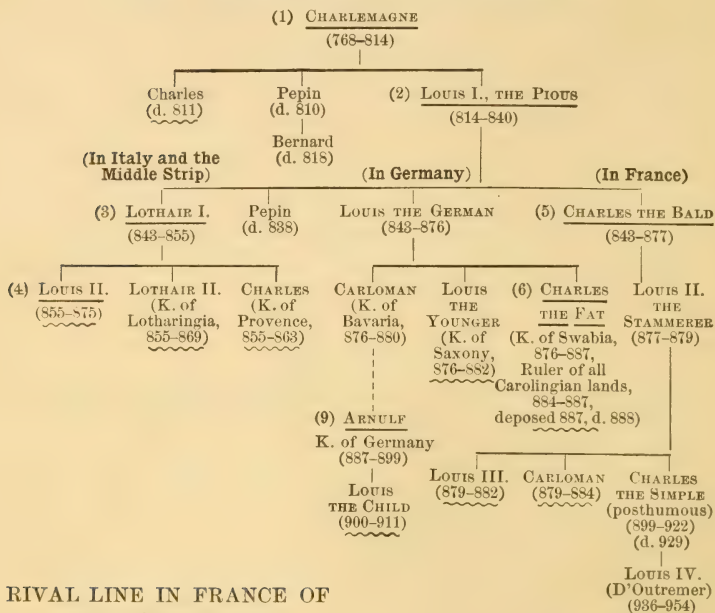 (1) CHARLEMAGNE
(768–814)
Charles
(d. 811)
Pepin
(d. 810)
Bernard
(d. 818)
(2) LOUIS I., THE PIOUS
(814–840)
(In Italy and the
Middle Strip)
(In Germany)
(In France)
(3) LOTHAIR I.
(843–855)
Pepin
(d. 838)
LOUIS THE GERMAN
(843–876)
(5) CHARLES THE BALD
(843–877)
(4) LOUIS II.
(855–875)
LOTHAIR II.
(K. of
Lotharingia,
855–869)
CHARLES
(K. of
Provence,
855–863)
CARLOMAN
(K. of
Bavaria,
876–880)
LOUIS
THE
YOUNGER
(K. of
Saxony,
876–882)
(6) CHARLES
THE FAT
(K. of Swabia,
876–887,
Ruler of all
Carolingian lands,
884–887,
deposed 887, d. 888)
LOUIS II.
THE
STAMMERER
(877–879)
(9) ARNULF
K. of Germany
(887–899)
LOUIS
THE CHILD
(900–911)
LOUIS III.
(879–882)
CARLOMAN
(879–884)
CHARLES
THE SIMPLE
(posthumous)
(899–922)
(d. 929)
LOUIS IV.
(D'Outremer)
(936–954)
RIVAL LINE IN FRANCE OF